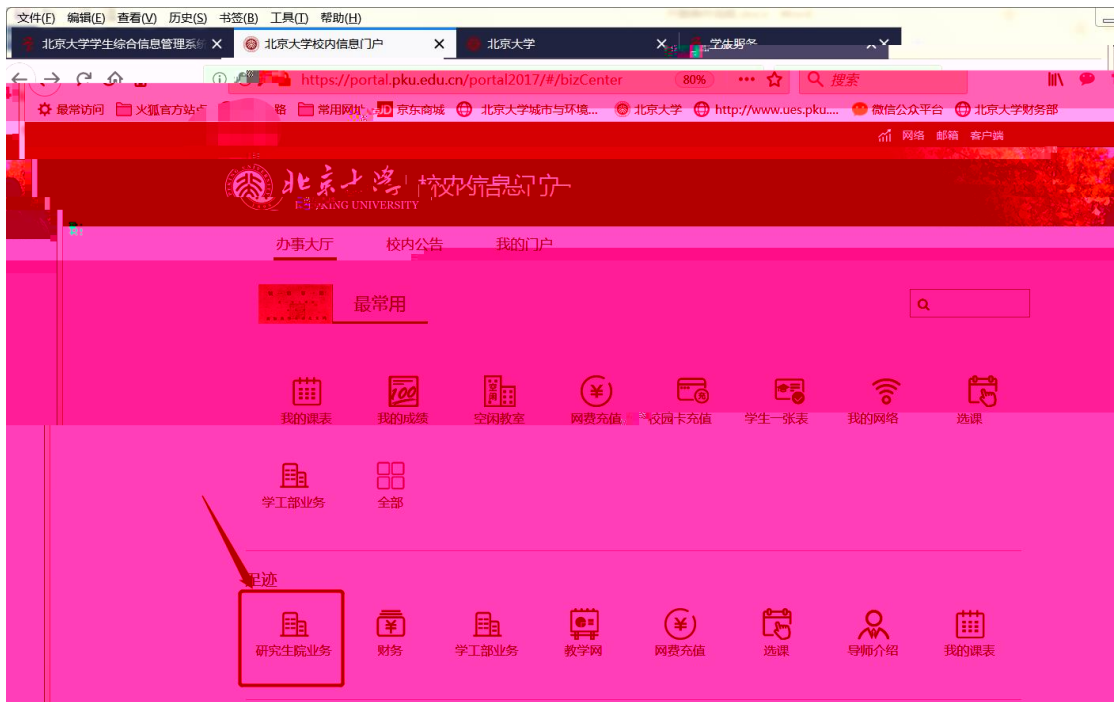 文件(F) 编辑(E) 查看(V) 历史(S) 书签(B) 工具(T) 帮助(H)
北京大学学生综合信息管理系统 北京大学校内信息门户 北京大学
https://portal.pku.edu.cn/portal2017/#/bizCenter 80% 搜索
最常访问 火狐官方站点 常用网址 JD 京东商城 北京大学城市与环境... 北京大学 http://www.ues.pku.... 微信公众平台 北京大学财务部
网络 邮箱 客户端
北京大学 校内信息门户
UNIVERSITY
办事大厅 校内公告 我的门户
最常用
我的课表 我的成绩 空闲教室 网费充值 校园卡充值 学生一张表 我的网络 选课
学工部业务 全部
足迹
研究生院业务 财务 学工部业务 教学网 网费充值 选课 导师介绍 我的课表